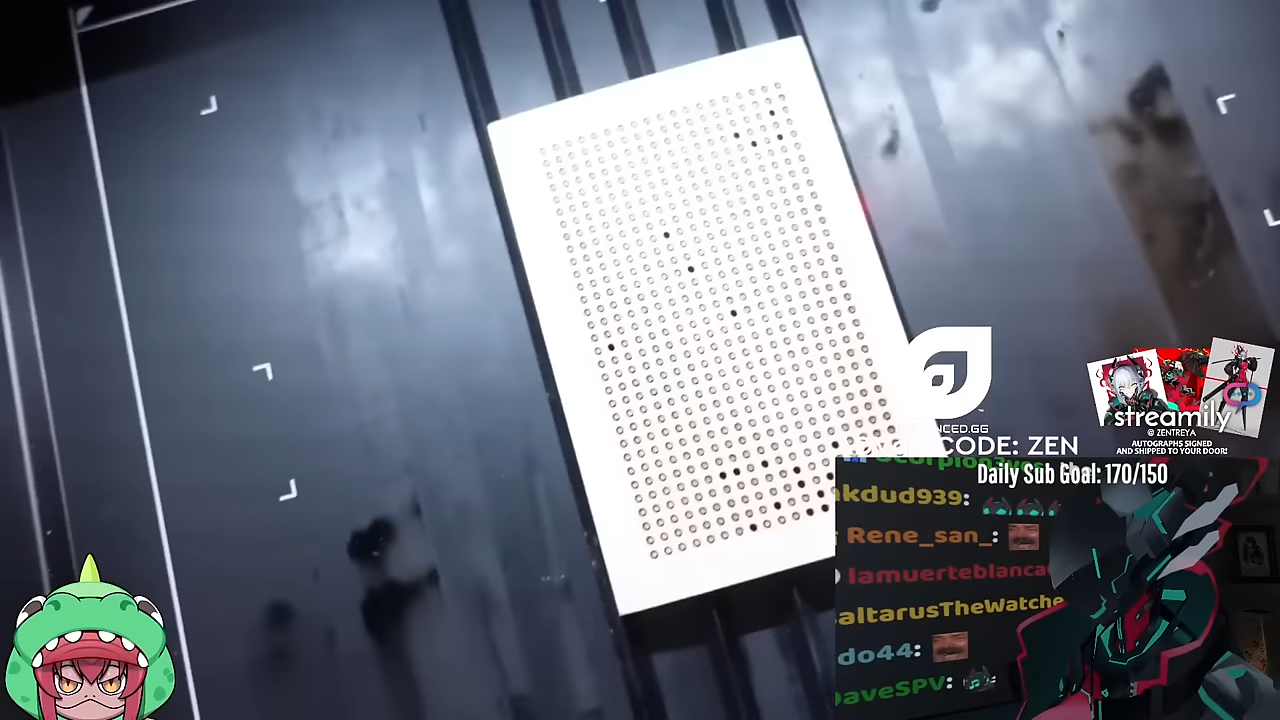 CODE: ZEN
streamily
@ ZENTREYA
AUTOGRAPHS SIGNED
AND SHIPPED TO YOUR DOOR!
Daily Sub Goal: 170/150
kdud939:
Rene_san_:
lamuerteblanca
altarusTheWatche
do44:
DaveSPV: